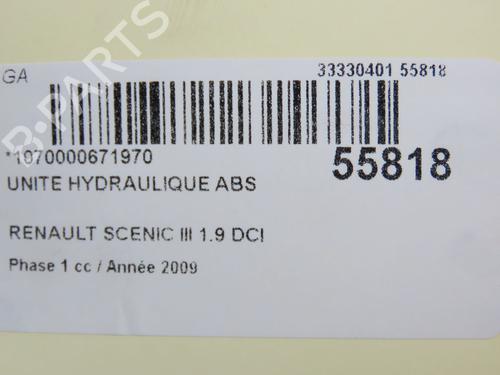 GA 33330401 55818
*1070000671970 55818
UNITE HYDRAULIQUE ABS
RENAULT SCENIC III 1.9 DCI
Phase 1 cc / Année 2009
B-PARTS